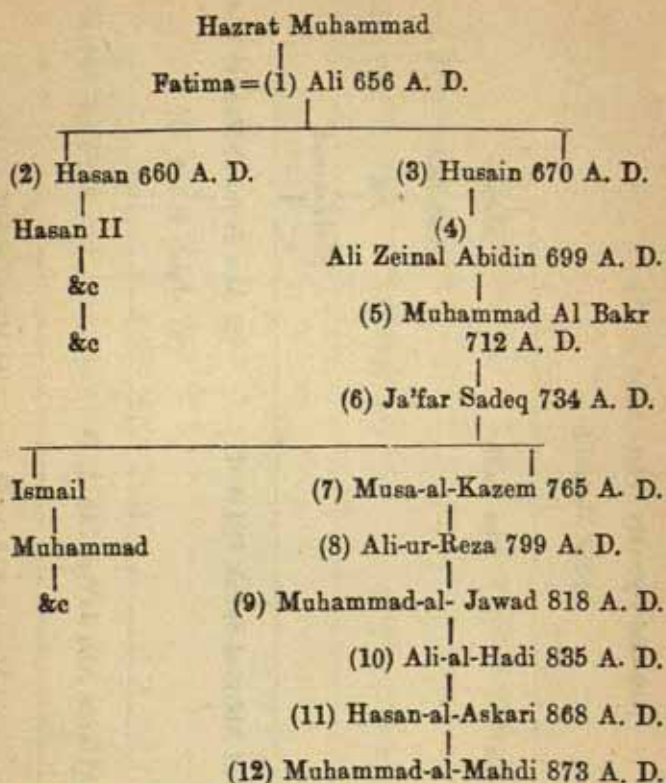 Hazrat Muhammad
Fatima=(1) Ali 656 A. D.
(2) Hasan 660 A. D.
(3) Husain 670 A. D.
Hasan II
(4)
Ali Zeinal Abidin 699 A. D.
&c
(5) Muhammad Al Bakr
712 A. D.
&c
(6) Ja'far Sadeq 734 A. D.
Ismail
(7) Musa-al-Kazem 765 A. D.
Muhammad
(8) Ali-ur-Reza 799 A. D.
&c
(9) Muhammad-al- Jawad 818 A. D.
(10) Ali-al-Hadi 835 A. D.
(11) Hasan-al-Askari 868 A. D.
(12) Muhammad-al-Mahdi 873 A. D.